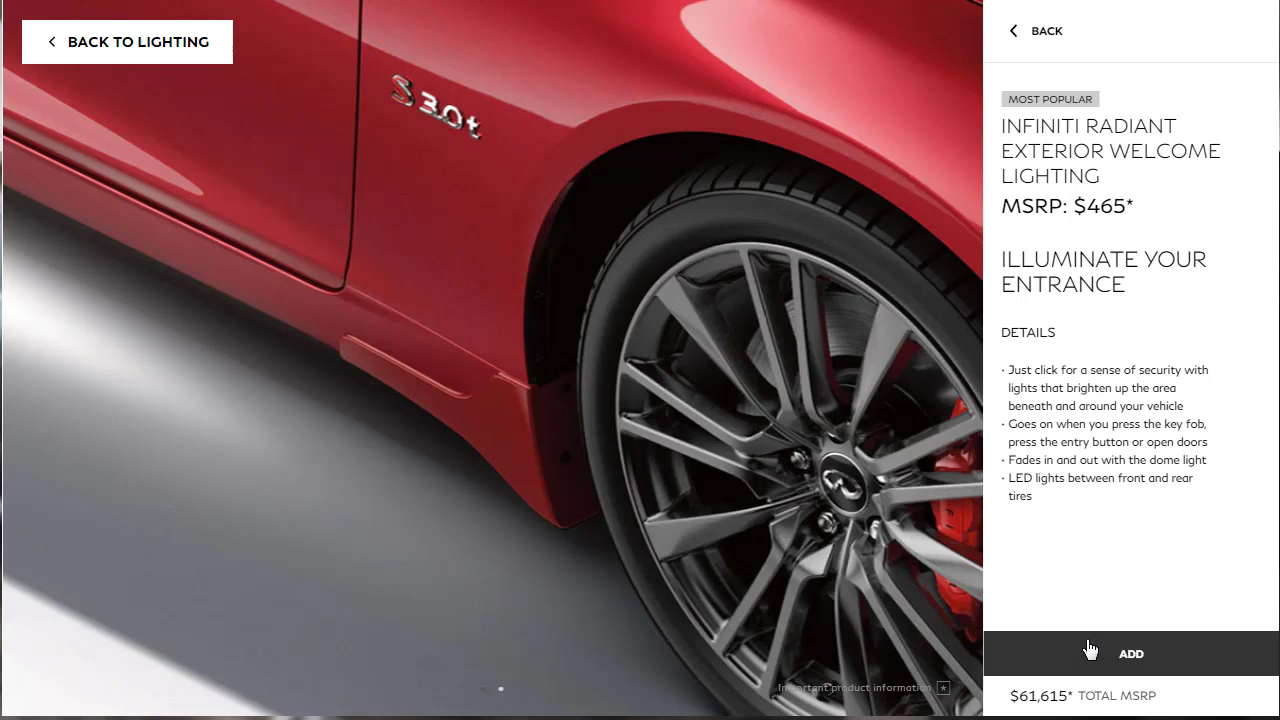 BACK TO LIGHTING
S 3.0t
BACK
MOST POPULAR
INFINITI RADIANT
EXTERIOR WELCOME
LIGHTING
MSRP: $465*
ILLUMINATE YOUR
ENTRANCE
DETAILS
· Just click for a sense of security with
lights that brighten up the area
beneath and around your vehicle
· Goes on when you press the key fob,
press the entry button or open doors
· Fades in and out with the dome light
· LED lights between front and rear
tires
Important product information *
ADD
$61,615* TOTAL MSRP